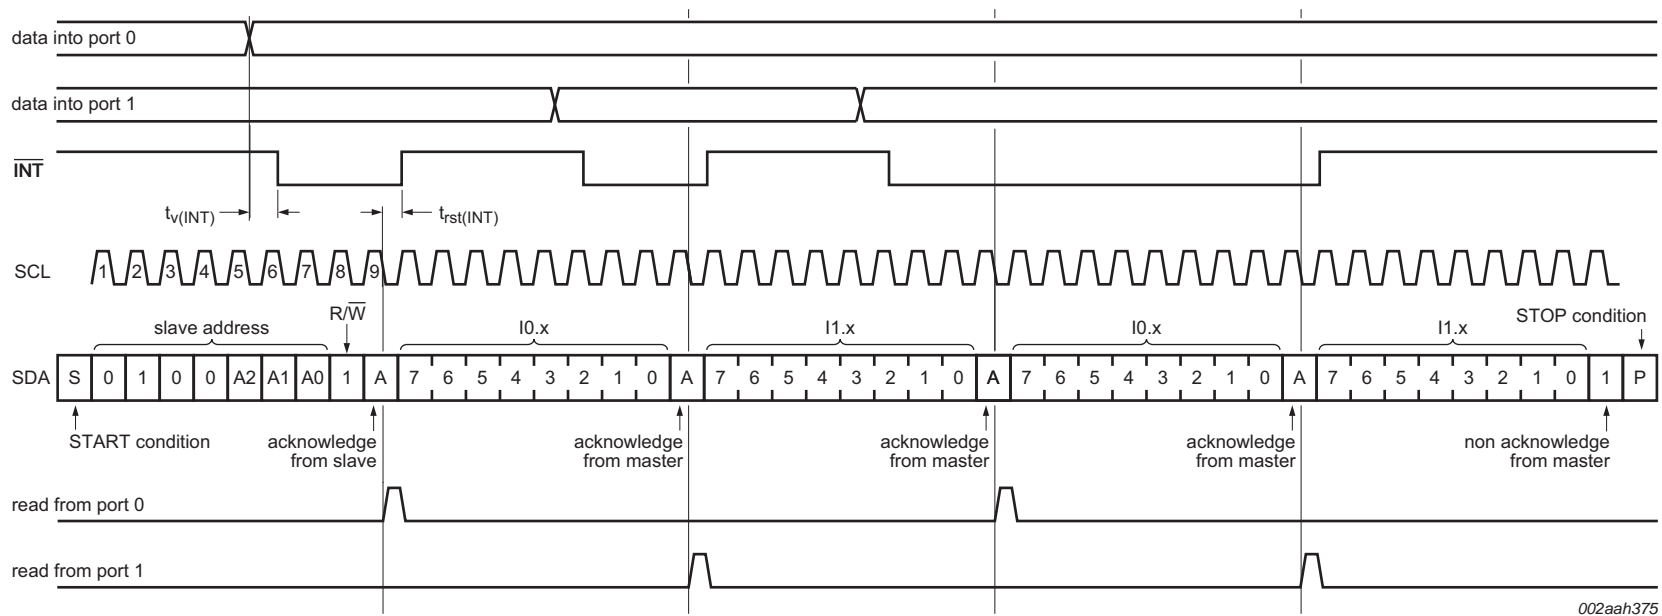 data into port 0
data into port 1
INT
tv(INT) trst(INT)
SCL 1 2 3 4 5 6 7 8 9
R/W
slave address I0.x I1.x I0.x I1.x STOP condition
SDA S 0 1 0 0 A2 A1 A0 1 A 7 6 5 4 3 2 1 0 A 7 6 5 4 3 2 1 0 A 7 6 5 4 3 2 1 0 A 7 6 5 4 3 2 1 0 1 P
START condition acknowledge acknowledge acknowledge acknowledge non acknowledge
from slave from master from master from master from master
read from port 0
read from port 1
002aah375